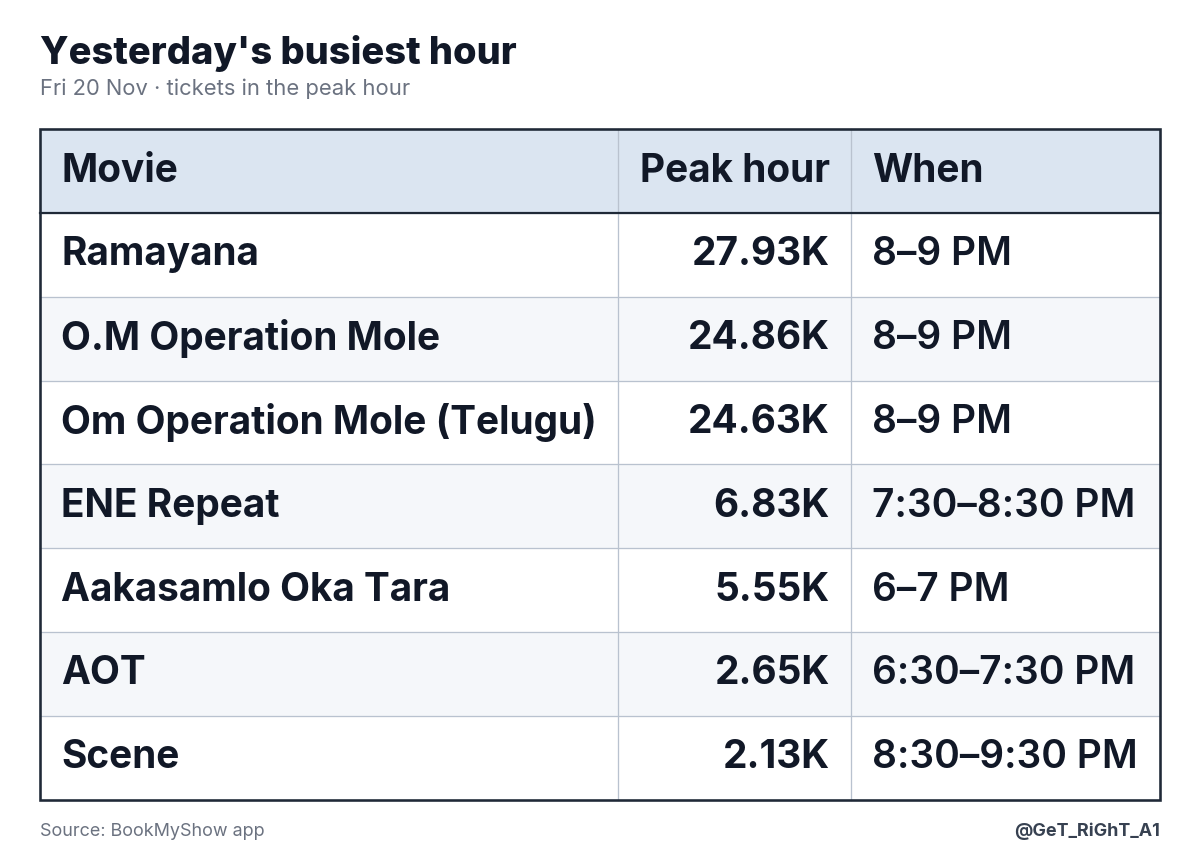 Yesterday's busiest hour
Fri 20 Nov · tickets in the peak hour
Movie Peak hour When
Ramayana 27.93K 8–9 PM
O.M Operation Mole 24.86K 8–9 PM
Om Operation Mole (Telugu) 24.63K 8–9 PM
ENE Repeat 6.83K 7:30–8:30 PM
Aakasamlo Oka Tara 5.55K 6–7 PM
AOT 2.65K 6:30–7:30 PM
Scene 2.13K 8:30–9:30 PM
Source: BookMyShow app @GeT_RiGhT_A1